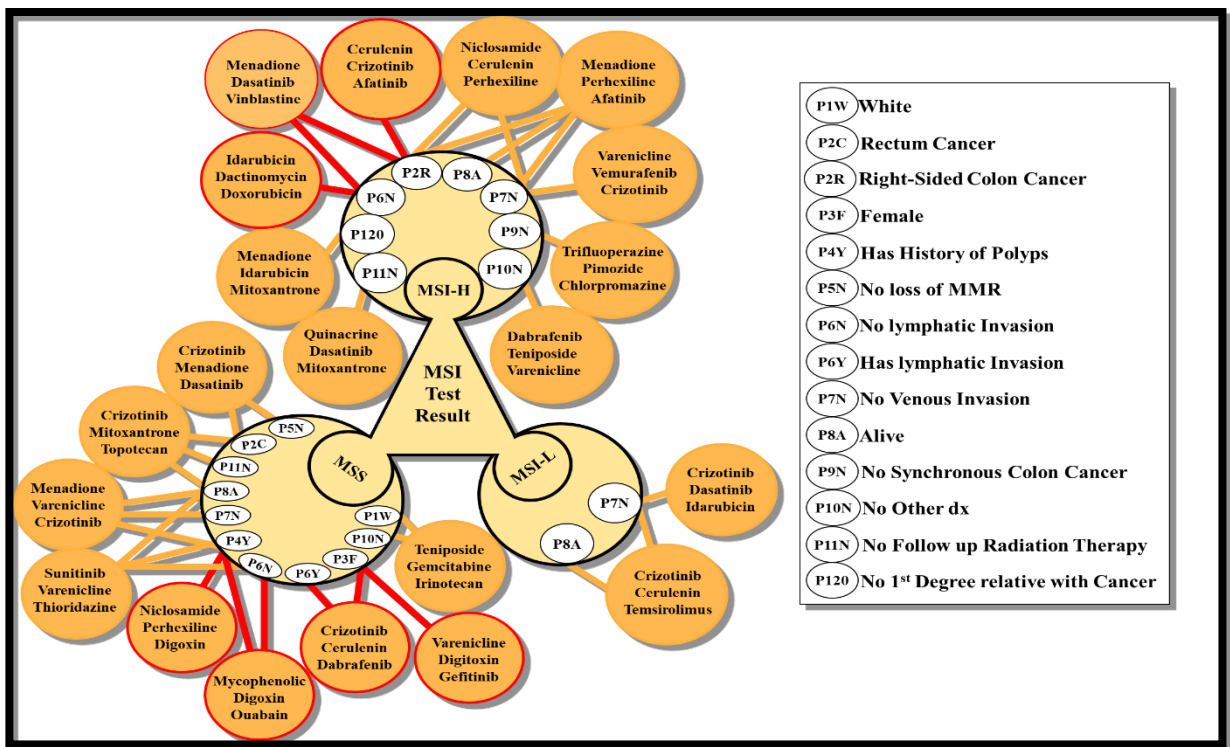 Menadione
Dasatinib
Vinblastine
Cerulenin
Crizotinib
Afatinib
Niclosamide
Cerulenin
Perhexiline
Menadione
Perhexiline
Afatinib
Idarubicin
Dactinomycin
Doxorubicin
Varenicline
Vemurafenib
Crizotinib
Menadione
Idarubicin
Mitoxantrone
Trifluoperazine
Pimozide
Chlorpromazine
Quinacrine
Dasatinib
Mitoxantrone
Dabrafenib
Teniposide
Varenicline
P2R
P8A
P6N
P7N
P120
P9N
P11N
P10N
MSI-H
MSI
Test
Result
Crizotinib
Menadione
Dasatinib
Crizotinib
Mitoxantrone
Topotecan
Menadione
Varenicline
Crizotinib
Sunitinib
Varenicline
Thioridazine
Niclosamide
Perhexiline
Digoxin
Mycophenolic
Digoxin
Ouabain
Crizotinib
Cerulenin
Dabrafenib
Varenicline
Digitoxin
Gefitinib
Teniposide
Gemcitabine
Irinotecan
P5N
P2C
P11N
P8A
P7N
P4Y
P6N
P6Y
P3F
P10N
P1W
MSS
MSI-L
P7N
P8A
Crizotinib
Dasatinib
Idarubicin
Crizotinib
Cerulenin
Temsirolimus
P1W White
P2C Rectum Cancer
P2R Right-Sided Colon Cancer
P3F Female
P4Y Has History of Polyps
P5N No loss of MMR
P6N No lymphatic Invasion
P6Y Has lymphatic Invasion
P7N No Venous Invasion
P8A Alive
P9N No Synchronous Colon Cancer
P10N No Other dx
P11N No Follow up Radiation Therapy
P120 No 1st Degree relative with Cancer